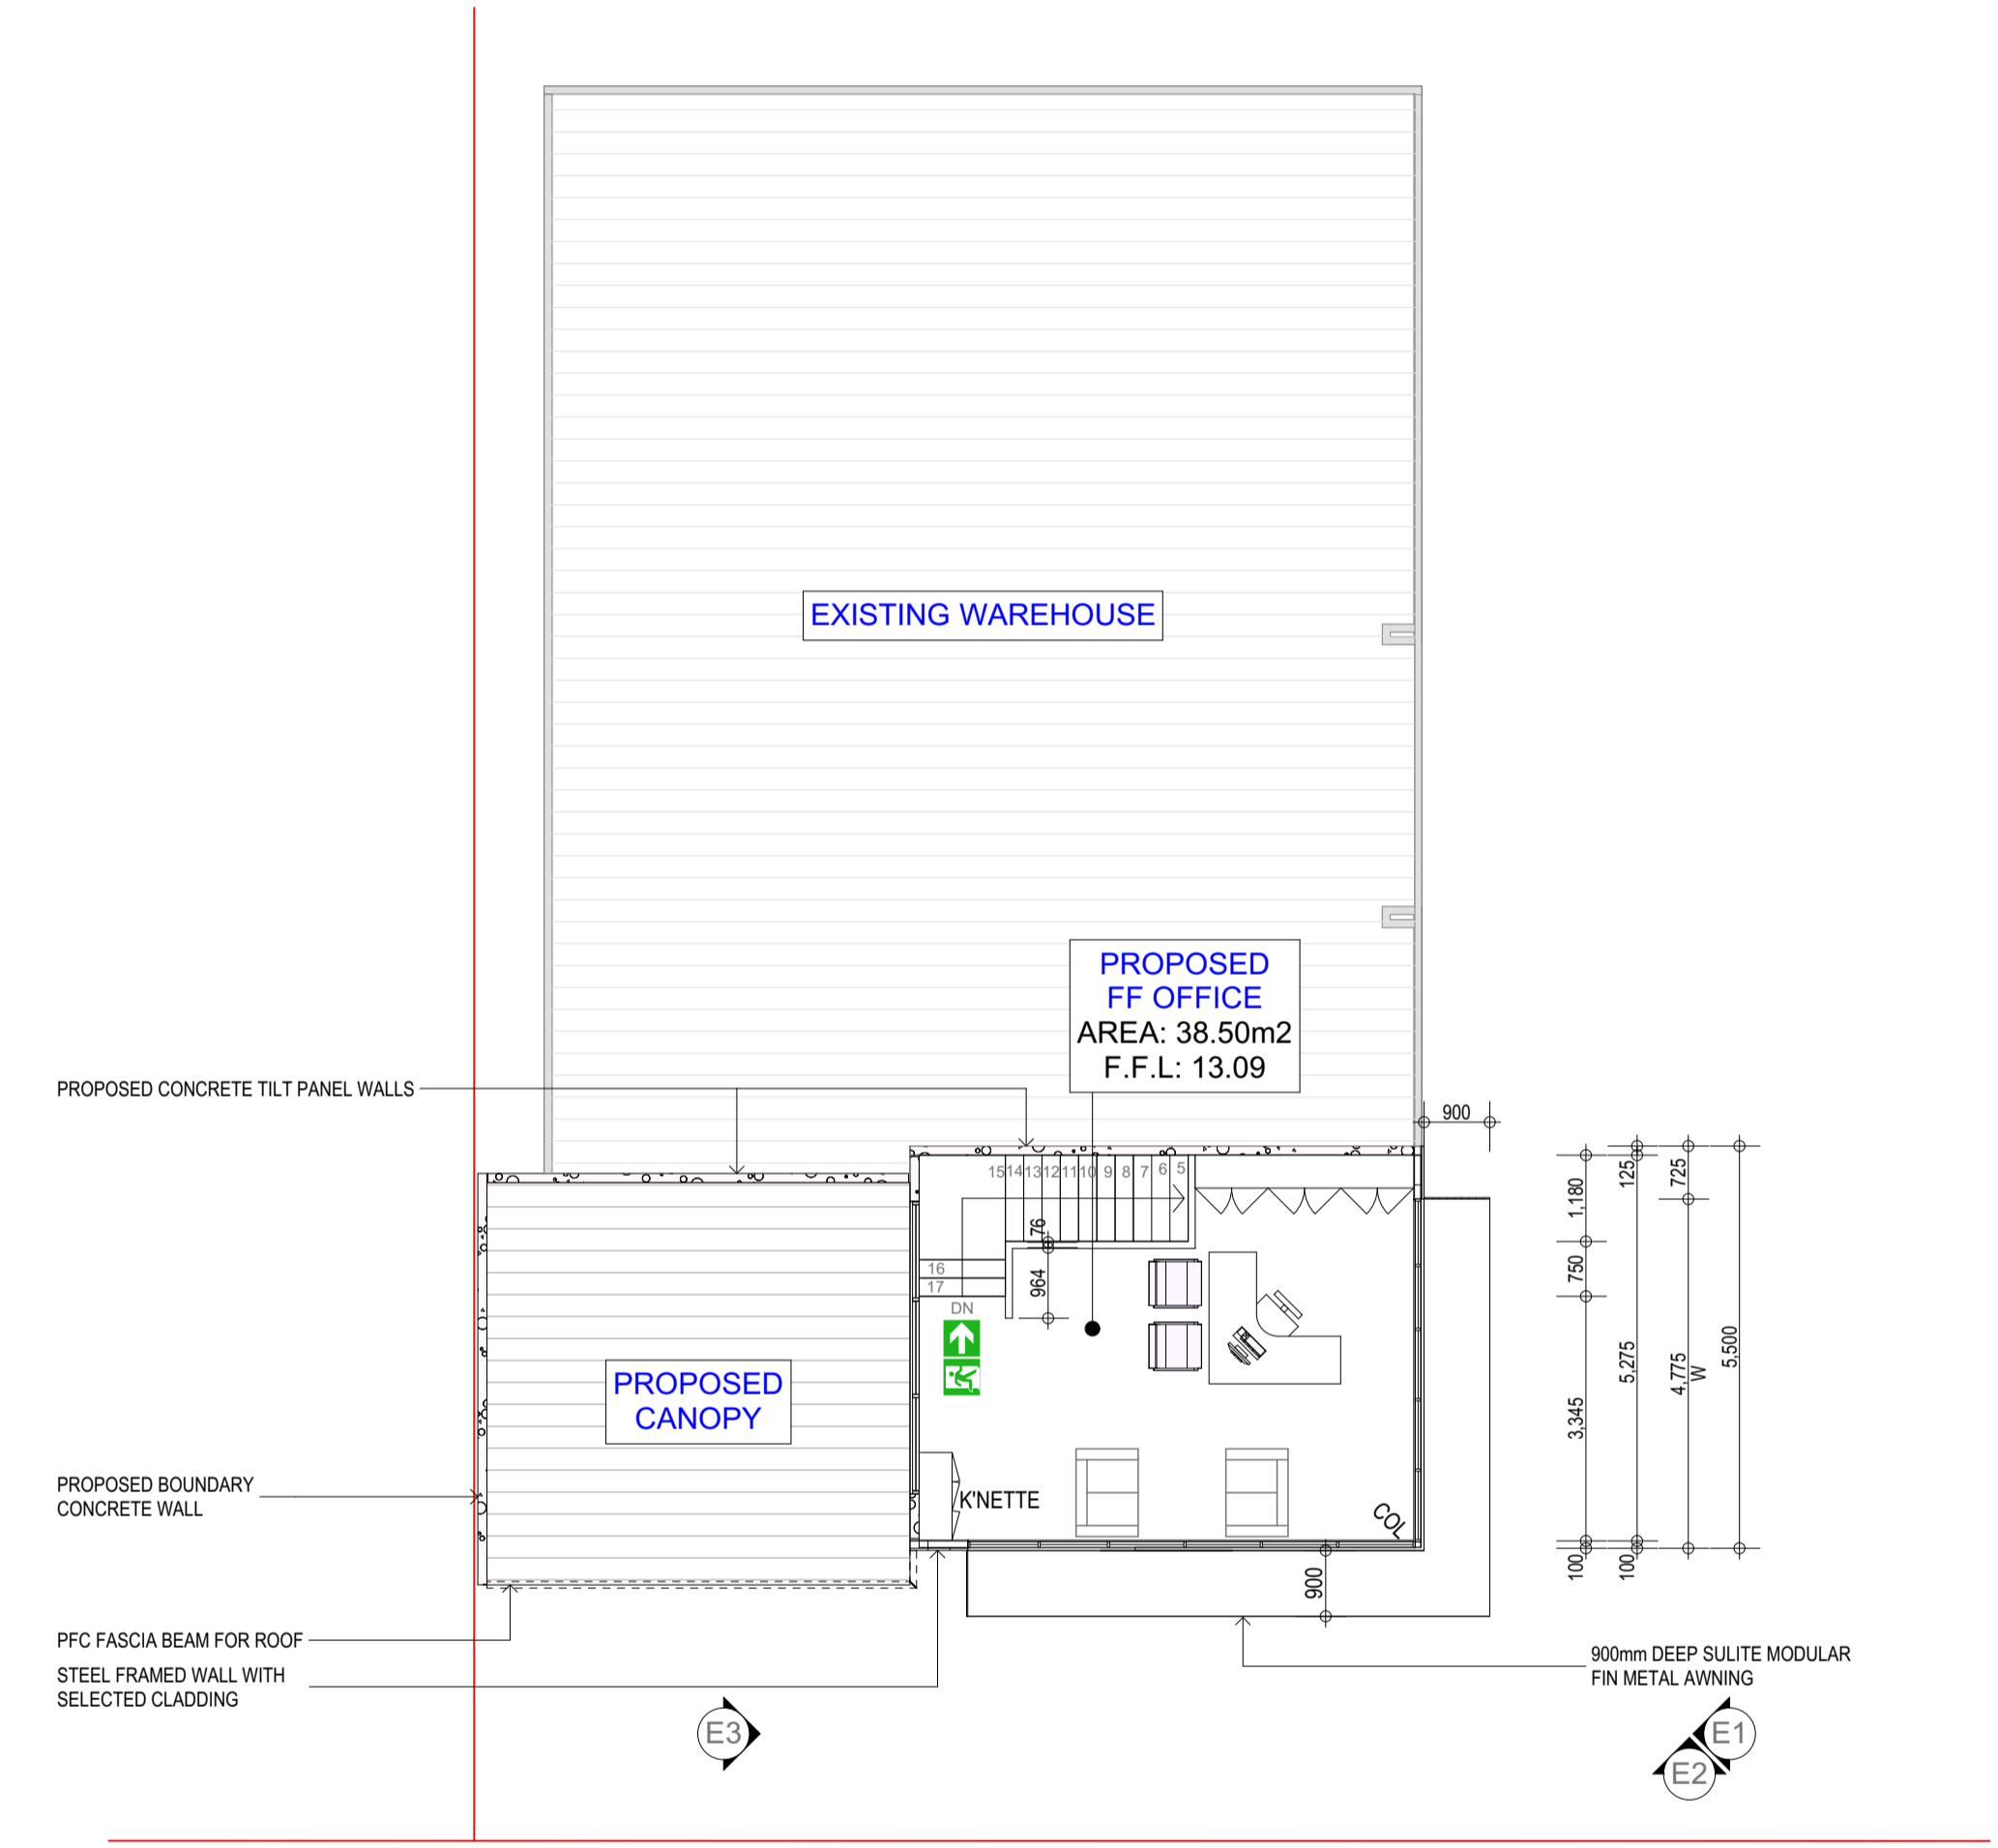 EXISTING WAREHOUSE
PROPOSED
FF OFFICE
AREA: 38.50m2
F.F.L: 13.09
PROPOSED CONCRETE TILT PANEL WALLS
900
15 14 13 12 11 10 9 8 7 6 5
16
17
DN
76
964
1,180
750
3,345
100
125
5,275
100
725
4,775
W
5,500
PROPOSED
CANOPY
K'NETTE
COL
900
PROPOSED BOUNDARY
CONCRETE WALL
PFC FASCIA BEAM FOR ROOF
STEEL FRAMED WALL WITH
SELECTED CLADDING
900mm DEEP SULITE MODULAR
FIN METAL AWNING
E3
E1
E2